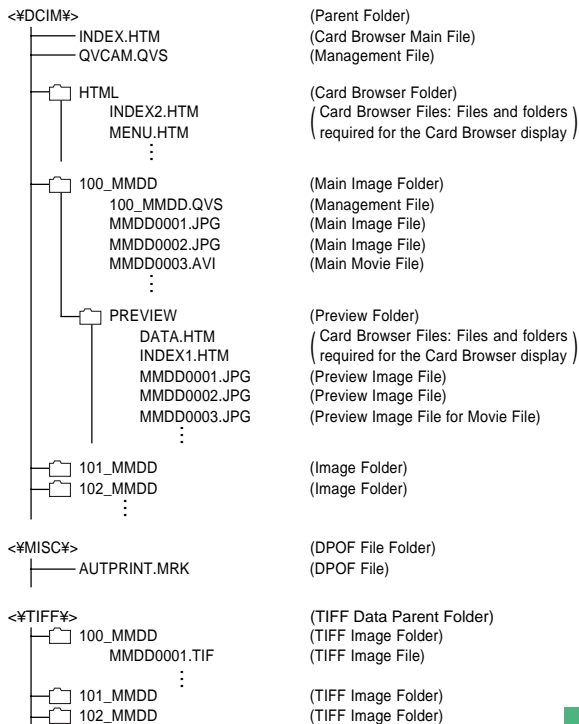 <¥DCIM¥> (Parent Folder)
INDEX.HTM (Card Browser Main File)
QVCAM.QVS (Management File)
HTML (Card Browser Folder)
INDEX2.HTM (Card Browser Files: Files and folders
MENU.HTM required for the Card Browser display)
100_MMDD (Main Image Folder)
100_MMDD.QVS (Management File)
MMDD0001.JPG (Main Image File)
MMDD0002.JPG (Main Image File)
MMDD0003.AVI (Main Movie File)
PREVIEW (Preview Folder)
DATA.HTM (Card Browser Files: Files and folders
INDEX1.HTM required for the Card Browser display)
MMDD0001.JPG (Preview Image File)
MMDD0002.JPG (Preview Image File)
MMDD0003.JPG (Preview Image File for Movie File)
101_MMDD (Image Folder)
102_MMDD (Image Folder)
<¥MISC¥> (DPOF File Folder)
AUTPRINT.MRK (DPOF File)
<¥TIFF¥> (TIFF Data Parent Folder)
100_MMDD (TIFF Image Folder)
MMDD0001.TIF (TIFF Image File)
101_MMDD (TIFF Image Folder)
102_MMDD (TIFF Image Folder)